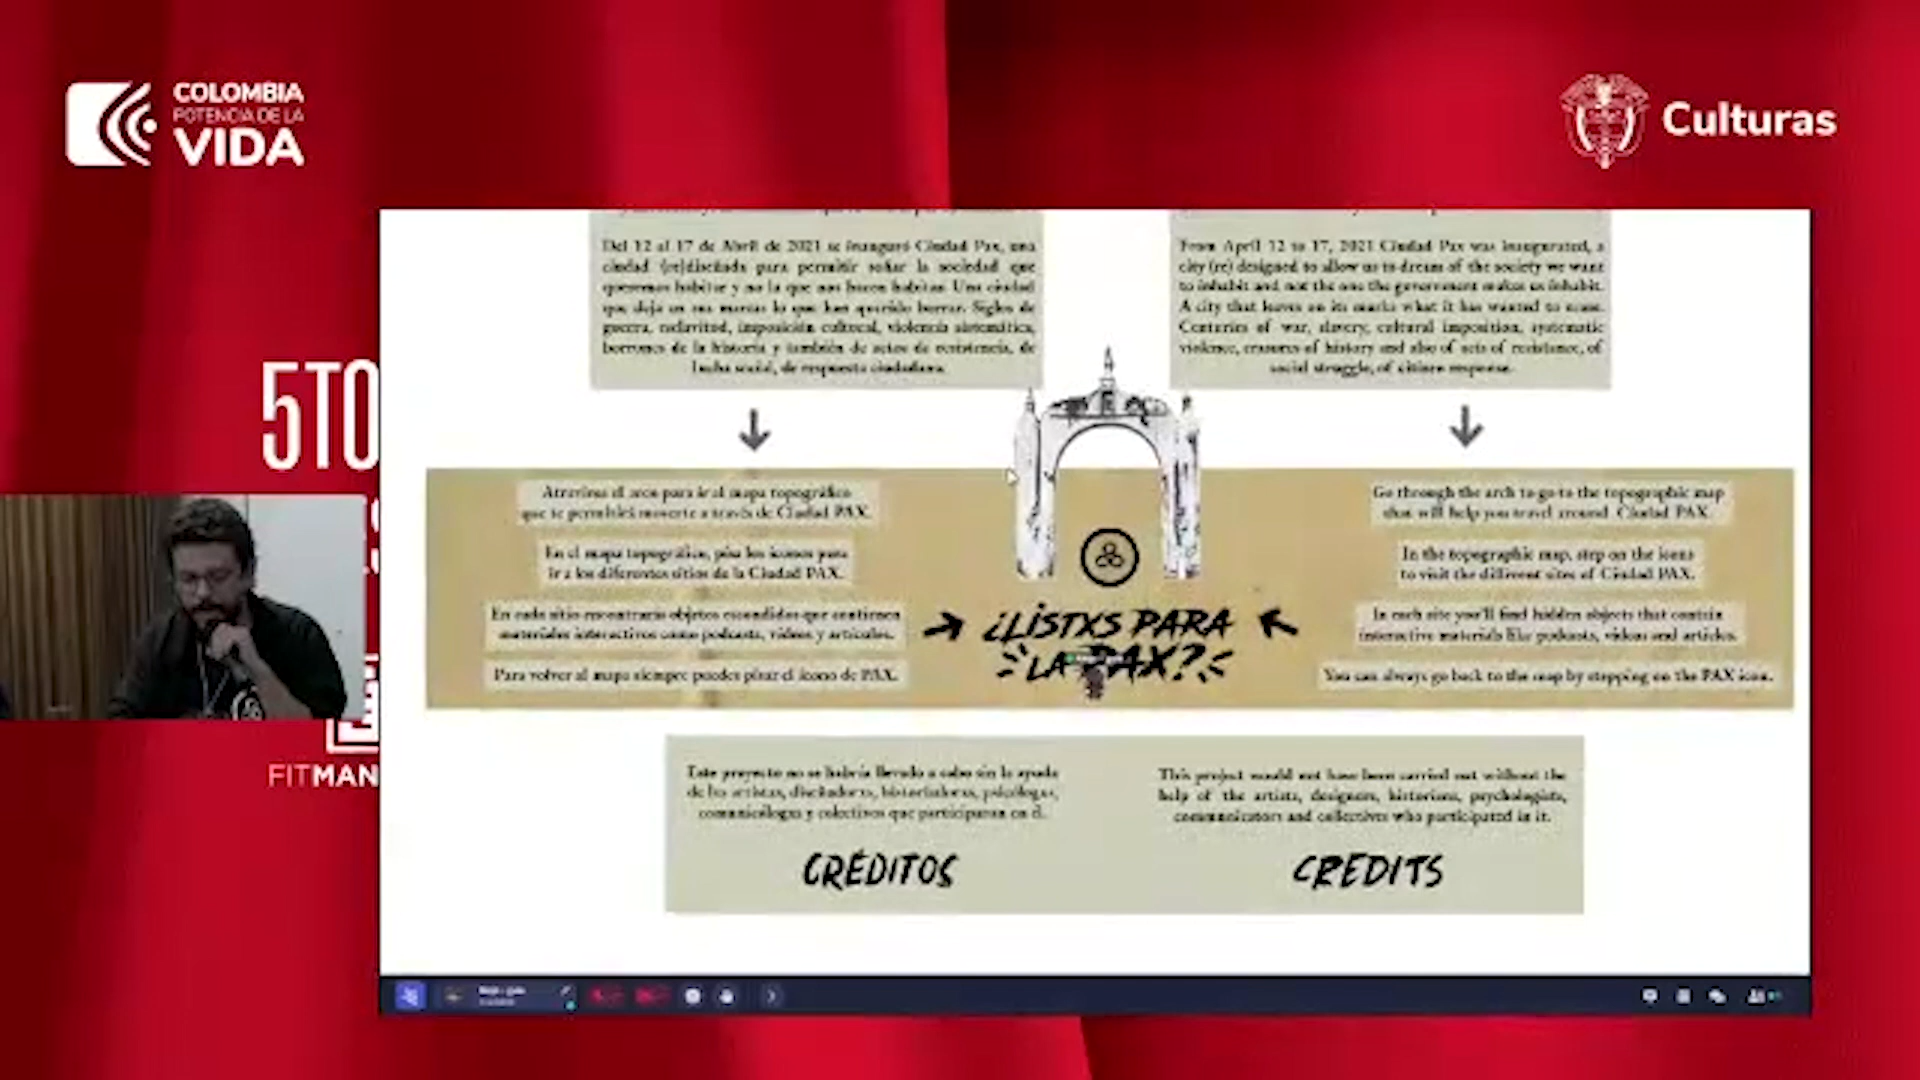 COLOMBIA
POTENCIA DE LA
VIDA
Culturas
5TO
FITMAN
Del 12 al 17 de Abril de 2021 se inauguró Ciudad Pax, una
ciudad (re)diseñada para permitir soñar la sociedad que
queremos habitar y no la que nos hacen habitar. Una ciudad
que deja en sus marcas lo que han querido borrar. Siglos de
guerra, esclavitud, imposición cultural, violencia sistemática,
borrones de la historia y también de actos de resistencia, de
lucha social, de respuesta ciudadana.
From April 12 to 17, 2021 Ciudad Pax was inaugurated, a
city (re) designed to allow us to dream of the society we want
to inhabit and not the one the government makes us inhabit.
A city that leaves on its marks what it has wanted to erase.
Centuries of war, slavery, cultural imposition, systematic
violence, erasures of history and also of acts of resistance, of
social struggle, of citizen response.
Atraviesa el arco para ir al mapa topográfico
que te permitirá moverte a través de Ciudad PAX.
En el mapa topográfico, pisa los iconos para
ir a los diferentes sitios de la Ciudad PAX.
En cada sitio encontrarás objetos escondidos que contienen
materiales interactivos como podcasts, videos y artículos.
Para volver al mapa siempre puedes pisar el ícono de PAX.
¿LISTXS PARA
LA PAX?
Go through the arch to go to the topographic map
that will help you travel around Ciudad PAX.
In the topographic map, step on the icons
to visit the different sites of Ciudad PAX.
In each site you'll find hidden objects that contain
interactive materials like podcasts, videos and articles.
You can always go back to the map by stepping on the PAX icon.
Este proyecto no se habría llevado a cabo sin la ayuda
de lxs artistas, diseñadorxs, historiadorxs, psicólogxs,
comunicólogxs y colectivos que participaron en él.
CRÉDITOS
This project would not have been carried out without the
help of the artists, designers, historians, psychologists,
communicators and collectives who participated in it.
CREDITS